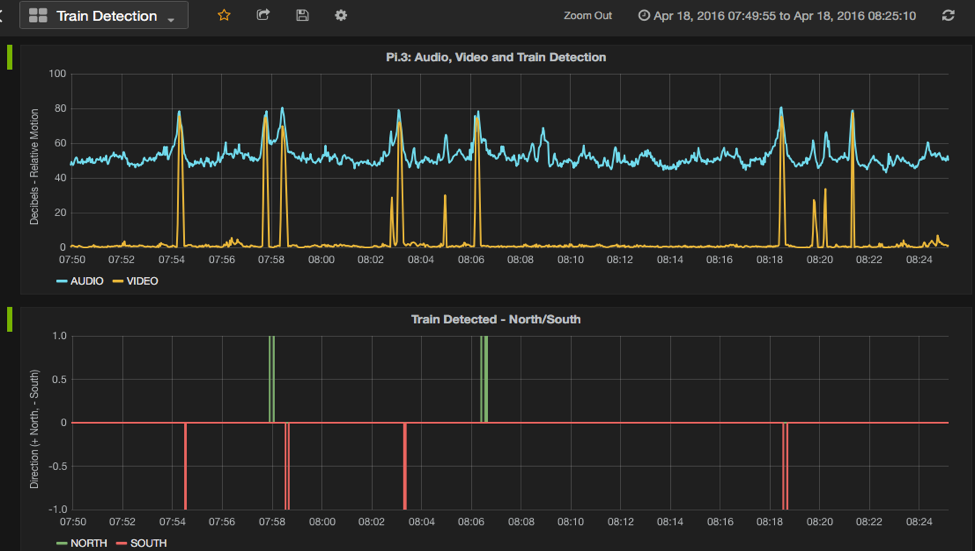 Train Detection
Zoom Out Apr 18, 2016 07:49:55 to Apr 18, 2016 08:25:10
Pi.3: Audio, Video and Train Detection
Decibels - Relative Motion
100
80
60
40
20
0
07:50 07:52 07:54 07:56 07:58 08:00 08:02 08:04 08:06 08:08 08:10 08:12 08:14 08:16 08:18 08:20 08:22 08:24
AUDIO VIDEO
Train Detected - North/South
Direction (+ North, - South)
1.0
0.5
0
-0.5
-1.0
07:50 07:52 07:54 07:56 07:58 08:00 08:02 08:04 08:06 08:08 08:10 08:12 08:14 08:16 08:18 08:20 08:22 08:24
NORTH SOUTH